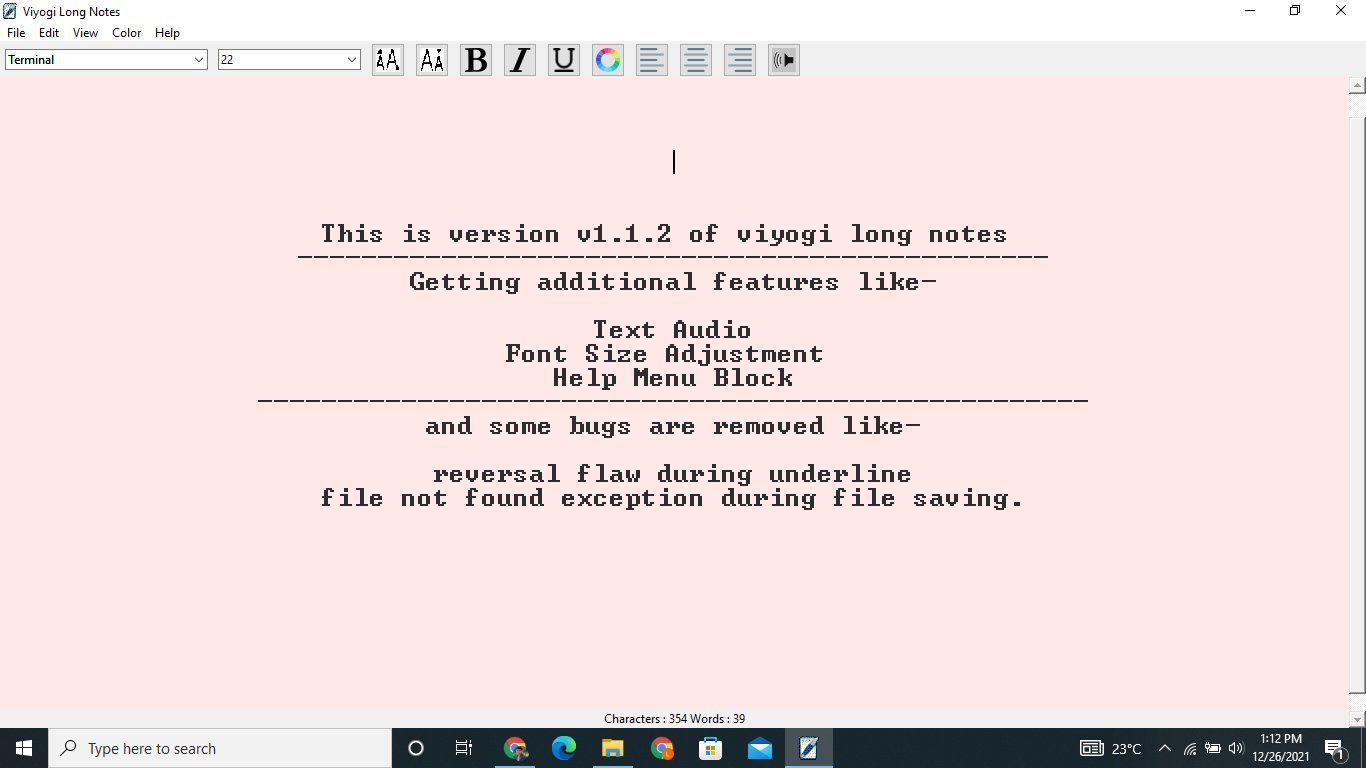 Viyogi Long Notes
File Edit View Color Help
Terminal 22 B I U
This is version v1.1.2 of viyogi long notes
-----------------------------------------------
Getting additional features like-
Text Audio
Font Size Adjustment
Help Menu Block
----------------------------------------------------
and some bugs are removed like-
reversal flaw during underline
file not found exception during file saving.
Characters : 354 Words : 39
Type here to search 23°C 1:12 PM
12/26/2021 1